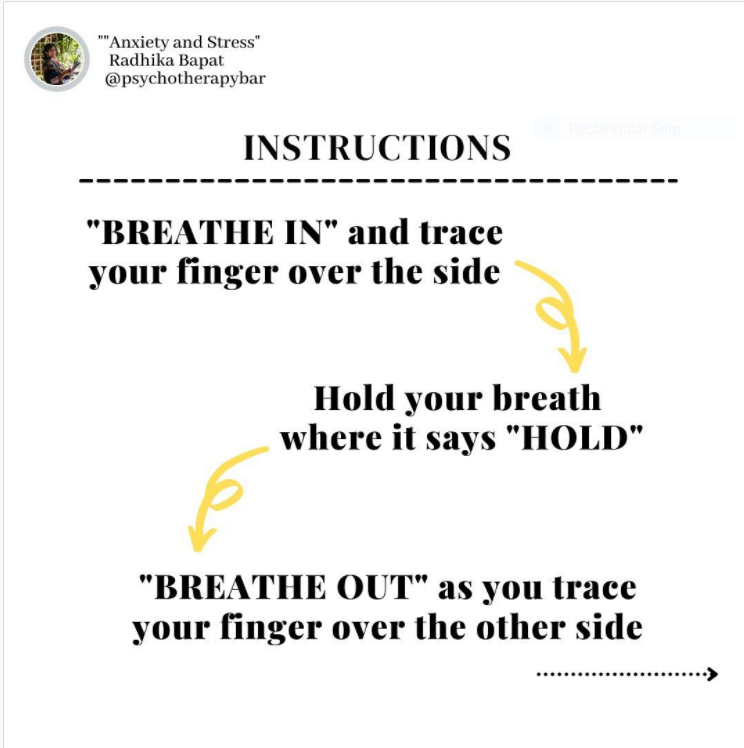 ""Anxiety and Stress"
Radhika Bapat
@psychotherapybar
Rectangular Snip
INSTRUCTIONS
"BREATHE IN" and trace
your finger over the side
Hold your breath
where it says "HOLD"
"BREATHE OUT" as you trace
your finger over the other side